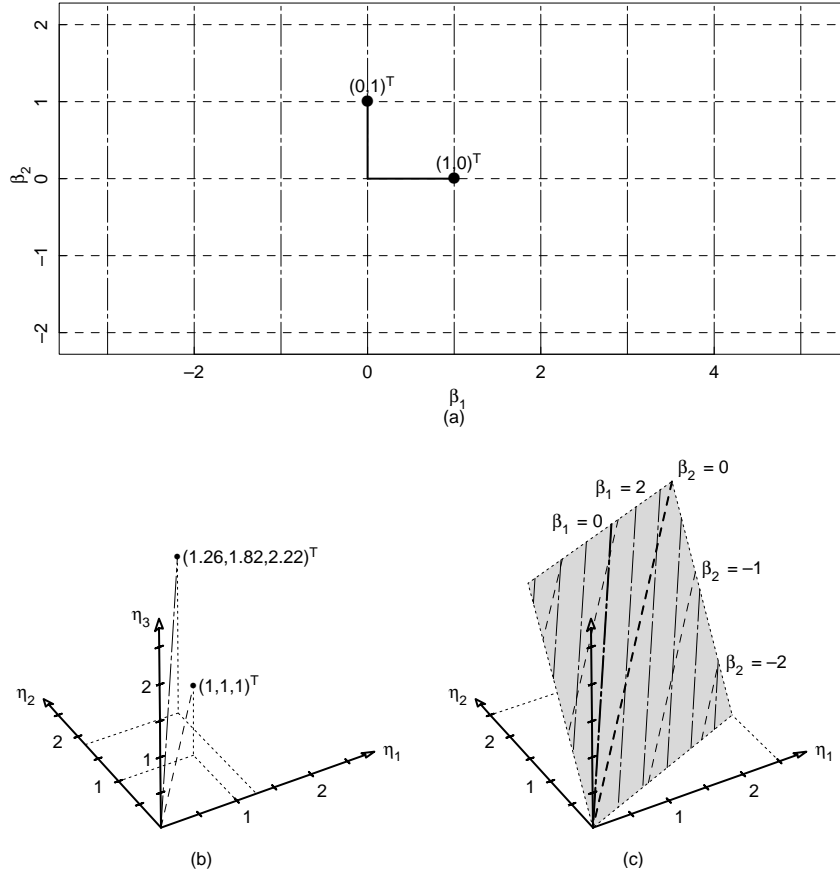 2
(0,1)ᵀ
1
(1,0)ᵀ
β₂
0
−1
−2
−2 0 2 4
β₁
(a)
β₂ = 0
β₁ = 2
β₁ = 0
(1.26,1.82,2.22)ᵀ
β₂ = −1
η₃
η₂
2
(1,1,1)ᵀ
β₂ = −2
η₂
2
1
1
2
1
η₁
2
1
2
1
η₁
2
1
(b)
(c)